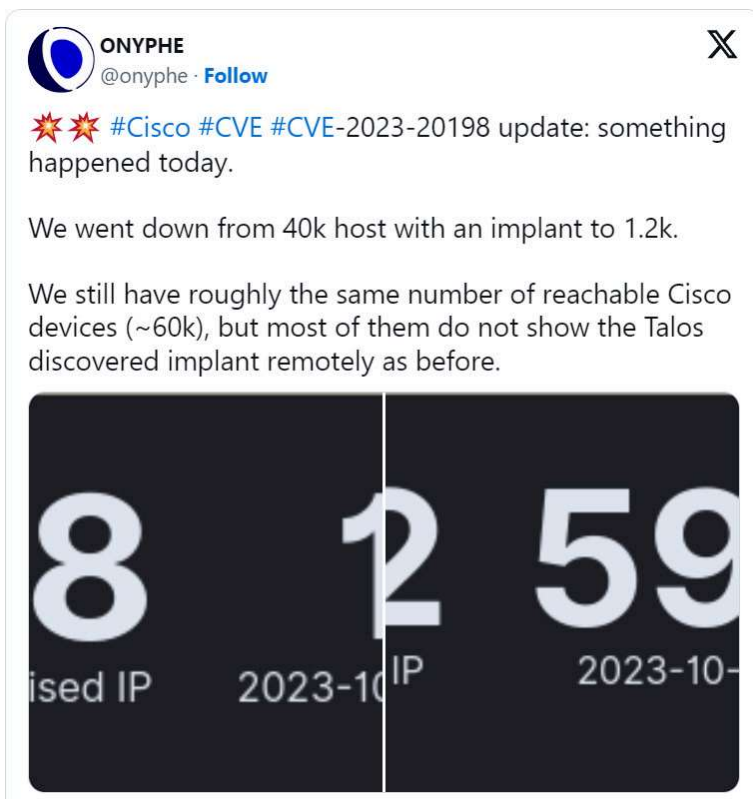 ONYPHE
@onyphe · Follow
💥💥 #Cisco #CVE #CVE-2023-20198 update: something
happened today.
We went down from 40k host with an implant to 1.2k.
We still have roughly the same number of reachable Cisco
devices (~60k), but most of them do not show the Talos
discovered implant remotely as before.
8 1
ised IP 2023-10
2 59
IP 2023-10-